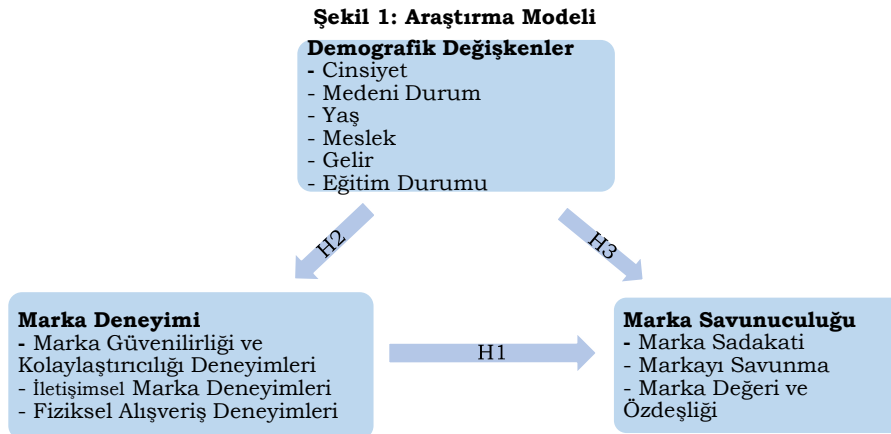 Şekil 1: Araştırma Modeli
Demografik Değişkenler
- Cinsiyet
- Medeni Durum
- Yaş
- Meslek
- Gelir
- Eğitim Durumu
H2
H3
Marka Deneyimi
- Marka Güvenilirliği ve
Kolaylaştırıcılığı Deneyimleri
- İletişimsel Marka Deneyimleri
- Fiziksel Alışveriş Deneyimleri
H1
Marka Savunuculuğu
- Marka Sadakati
- Markayı Savunma
- Marka Değeri ve
Özdeşliği